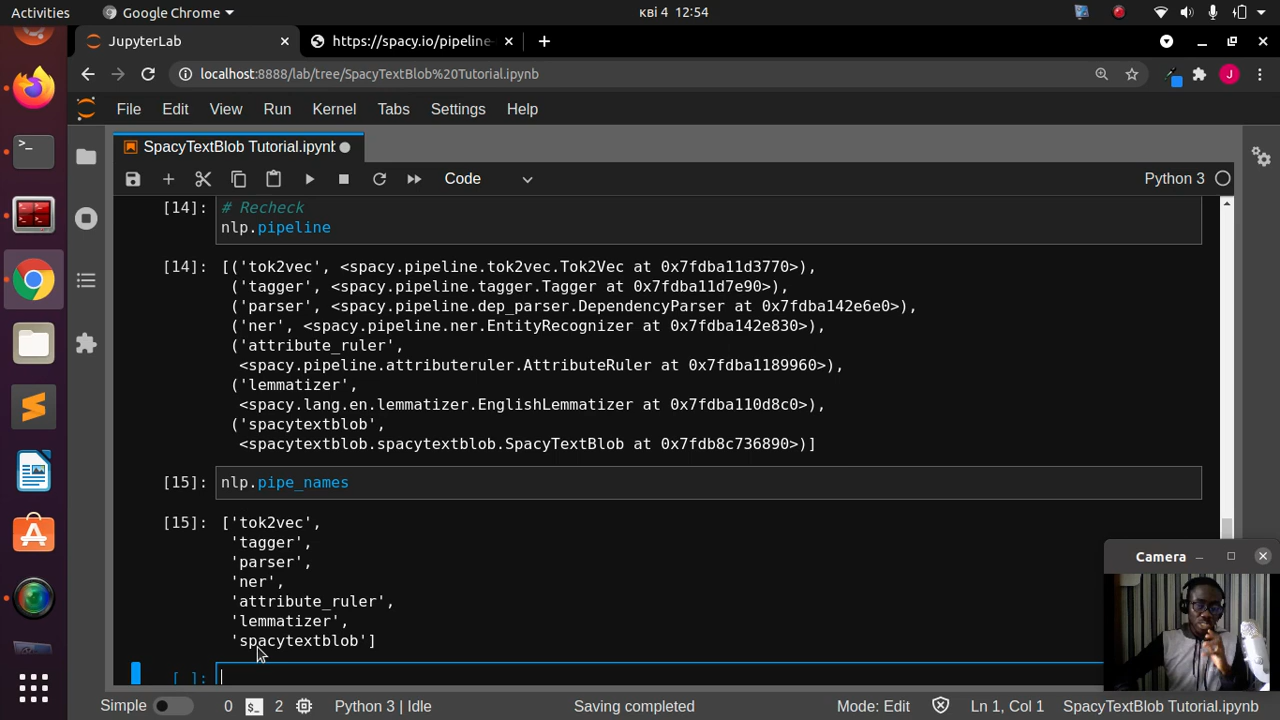 Activities
Google Chrome
кві 4 12:54
JupyterLab
https://spacy.io/pipeline-
localhost:8888/lab/tree/SpacyTextBlob%20Tutorial.ipynb
J
File Edit View Run Kernel Tabs Settings Help
SpacyTextBlob Tutorial.ipynb
Code
Python 3
[14]: # Recheck
nlp.pipeline
[14]: [('tok2vec', <spacy.pipeline.tok2vec.Tok2Vec at 0x7fdba11d3770>),
('tagger', <spacy.pipeline.tagger.Tagger at 0x7fdba11d7e90>),
('parser', <spacy.pipeline.dep_parser.DependencyParser at 0x7fdba142e6e0>),
('ner', <spacy.pipeline.ner.EntityRecognizer at 0x7fdba142e830>),
('attribute_ruler',
<spacy.pipeline.attributeruler.AttributeRuler at 0x7fdba1189960>),
('lemmatizer',
<spacy.lang.en.lemmatizer.EnglishLemmatizer at 0x7fdba110d8c0>),
('spacytextblob',
<spacytextblob.spacytextblob.SpacyTextBlob at 0x7fdb8c736890>)]
[15]: nlp.pipe_names
[15]: ['tok2vec',
'tagger',
'parser',
'ner',
'attribute_ruler',
'lemmatizer',
'spacytextblob']
[ ]:
Camera
Simple 0 2 Python 3 | Idle Saving completed Mode: Edit Ln 1, Col 1 SpacyTextBlob Tutorial.ipynb